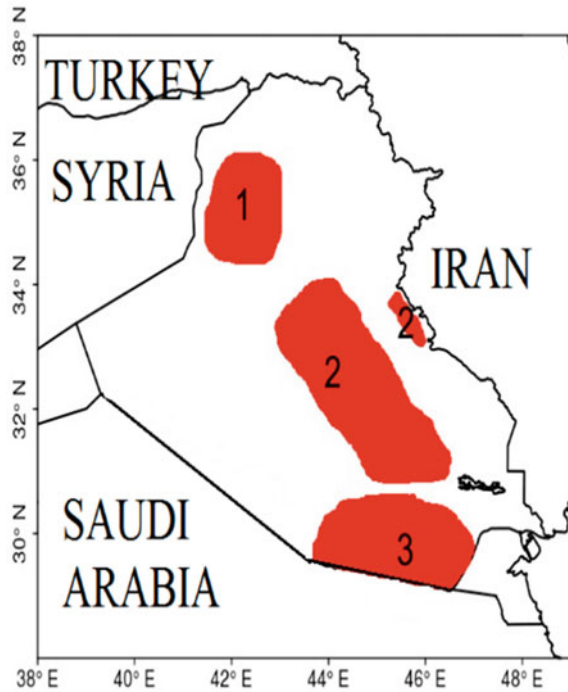 38° N
TURKEY
36° N
SYRIA
1
IRAN
34° N
2
2
32° N
SAUDI
ARABIA
30° N
3
38° E
40° E
42° E
44° E
46° E
48° E